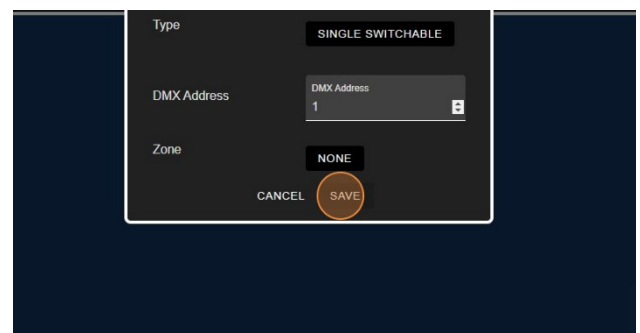 Type
SINGLE SWITCHABLE
DMX Address
DMX Address
1
Zone
NONE
CANCEL SAVE